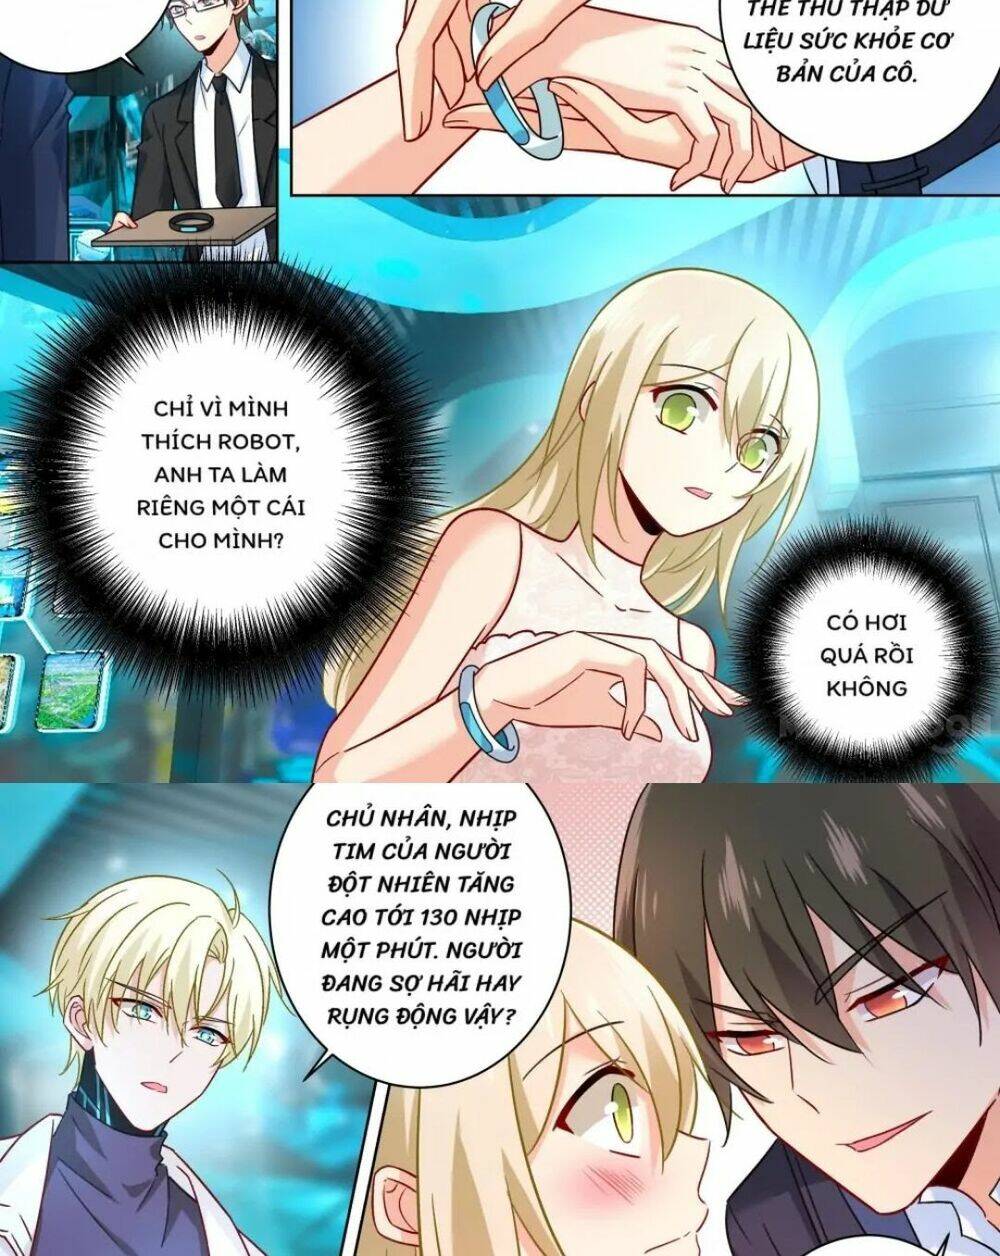 THỂ THU THẬP DỮ
LIỆU SỨC KHỎE CƠ
BẢN CỦA CÔ.
CHỈ VÌ MÌNH
THÍCH ROBOT,
ANH TA LÀM
RIÊNG MỘT CÁI
CHO MÌNH?
CÓ HƠI
QUÁ RỒI
KHÔNG
CHỦ NHÂN, NHỊP
TIM CỦA NGƯỜI
ĐỘT NHIÊN TĂNG
CAO TỚI 130 NHỊP
MỘT PHÚT. NGƯỜI
ĐANG SỢ HÃI HAY
RỤNG ĐỘNG VẬY?